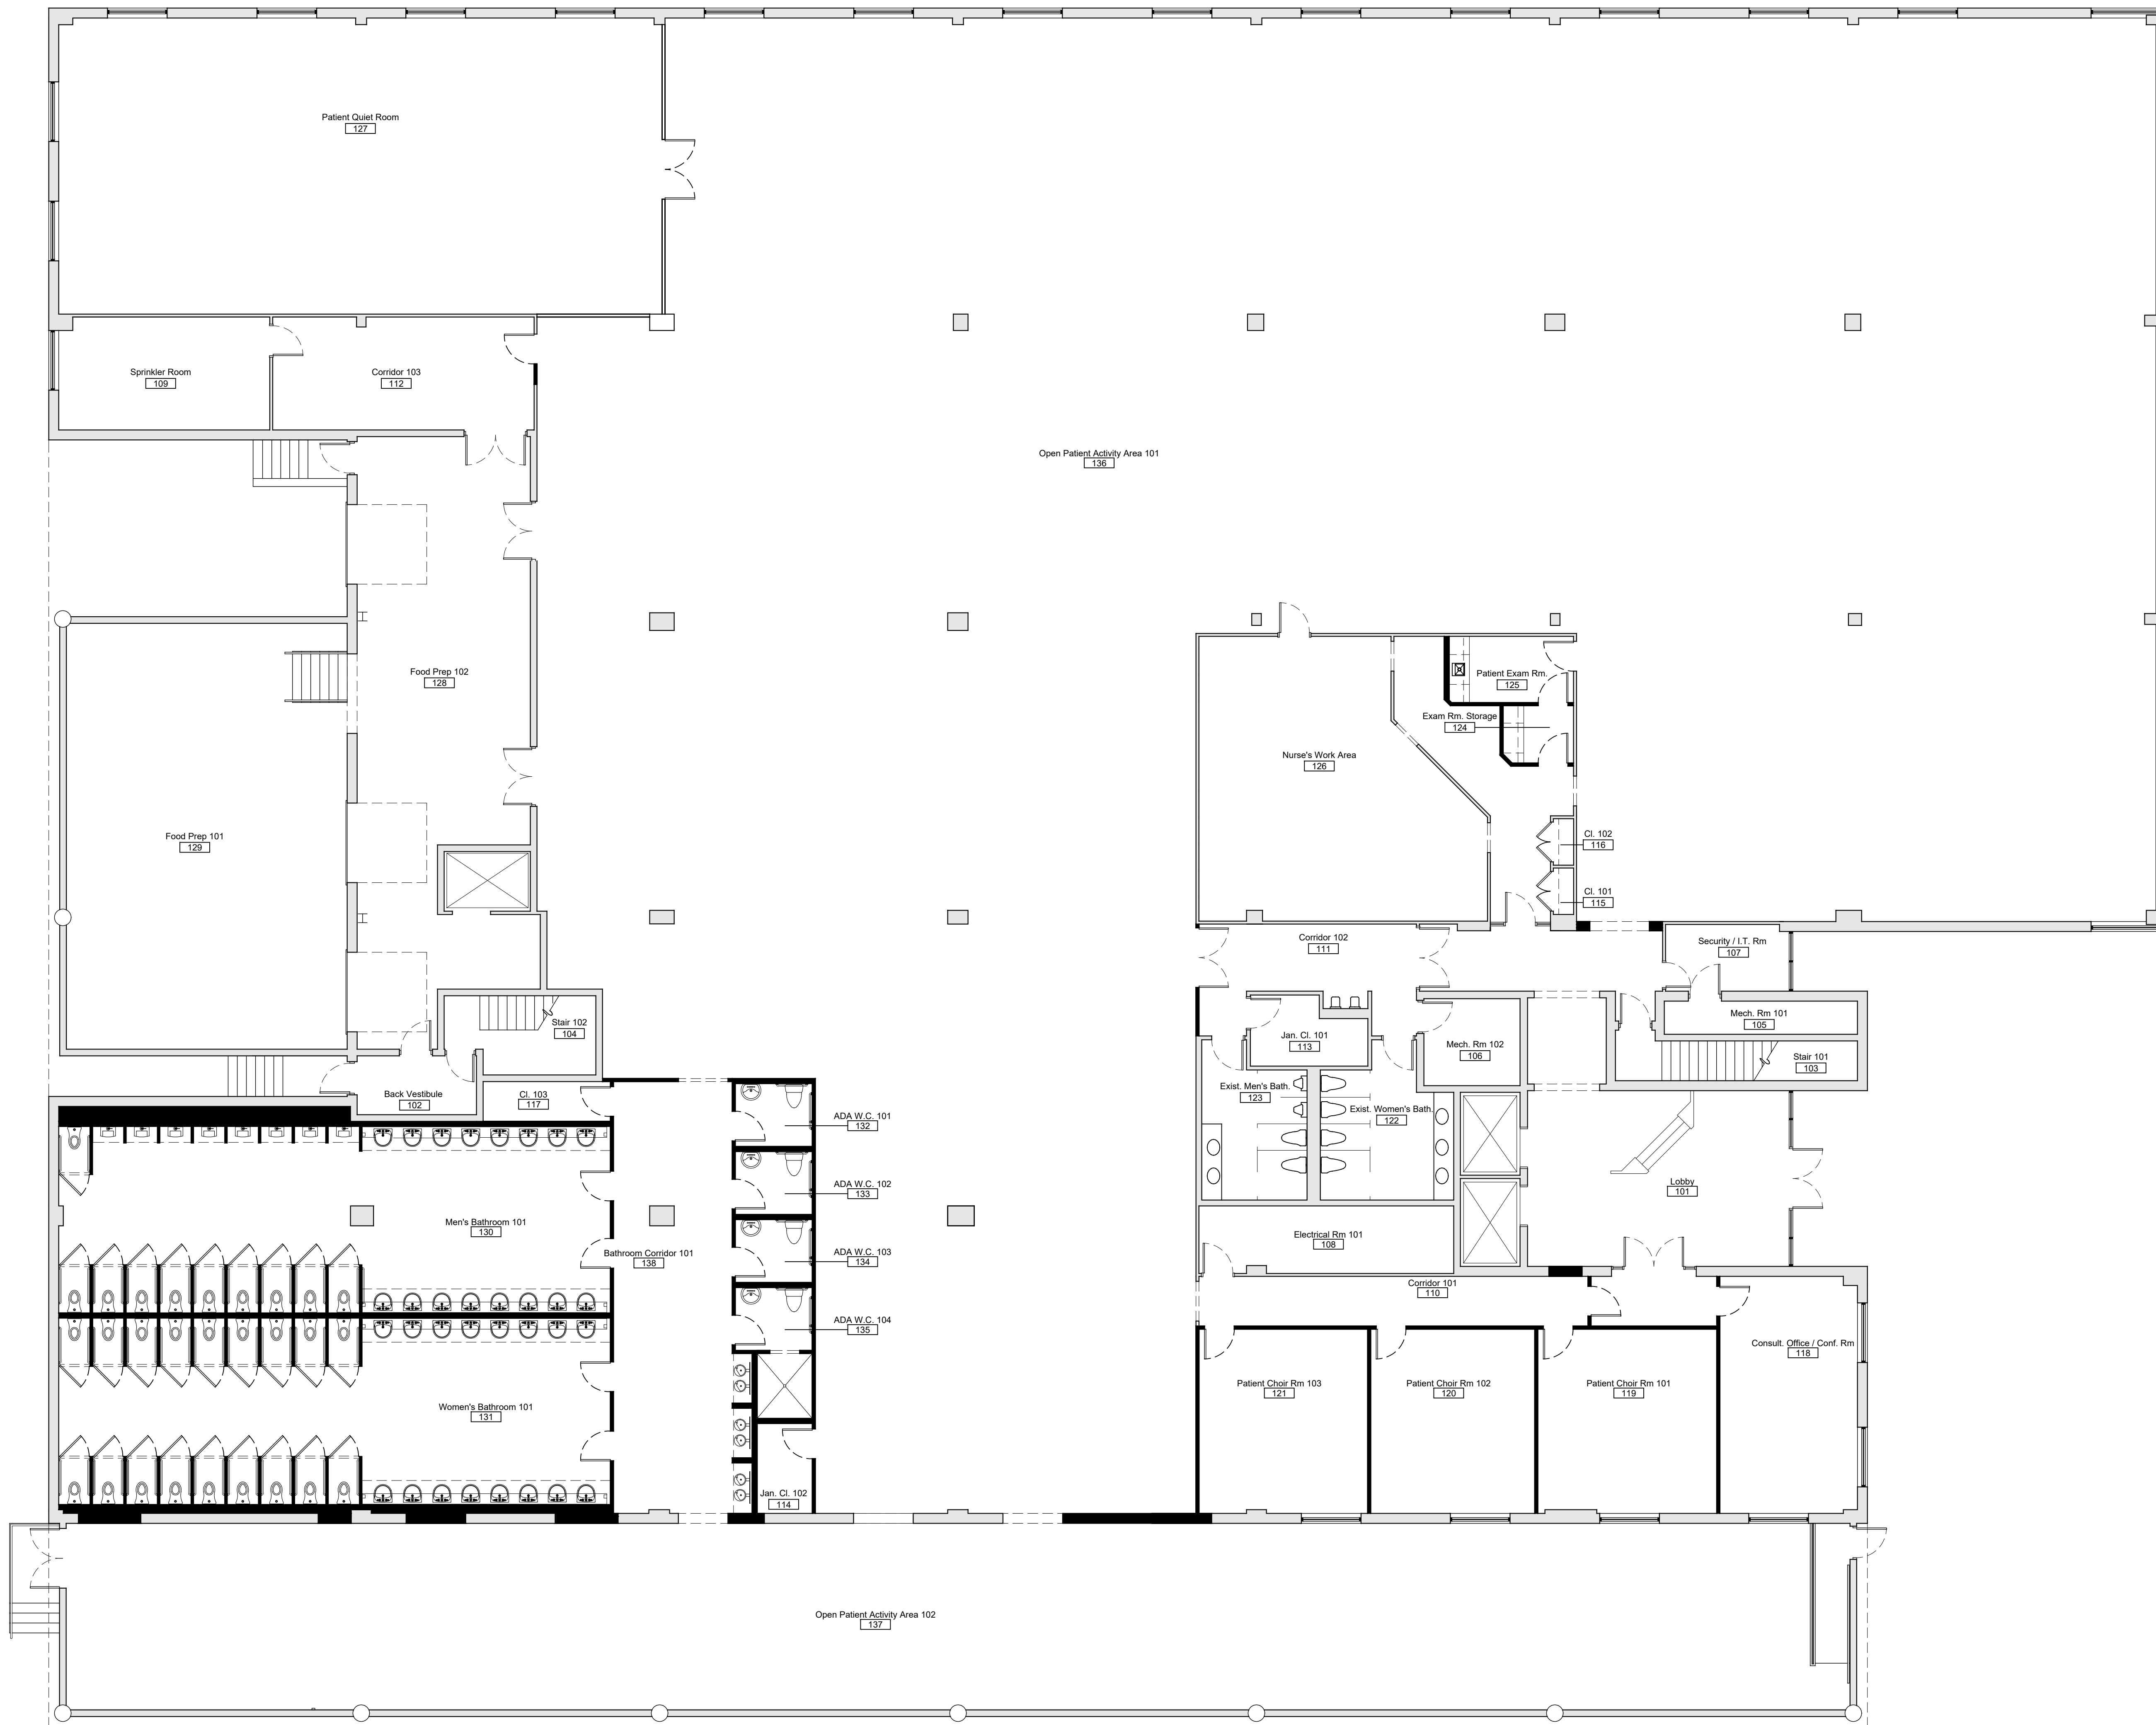 Patient Quiet Room
127
Sprinkler Room
109
Corridor 103
112
Open Patient Activity Area 101
136
Food Prep 102
128
Patient Exam Rm.
125
Exam Rm. Storage
124
Nurse's Work Area
126
Food Prep 101
129
Cl. 102
116
Cl. 101
115
Corridor 102
111
Security / I.T. Rm
107
Mech. Rm 101
105
Stair 102
104
Jan. Cl. 101
113
Mech. Rm 102
106
Stair 101
103
Back Vestibule
102
Cl. 103
117
Exist. Men's Bath.
123
Exist. Women's Bath.
122
ADA W.C. 101
132
ADA W.C. 102
133
Lobby
101
Men's Bathroom 101
130
Bathroom Corridor 101
138
ADA W.C. 103
134
Electrical Rm 101
108
Corridor 101
110
ADA W.C. 104
135
Consult. Office / Conf. Rm
118
Patient Choir Rm 103
121
Patient Choir Rm 102
120
Patient Choir Rm 101
119
Women's Bathroom 101
131
Jan. Cl. 102
114
Open Patient Activity Area 102
137